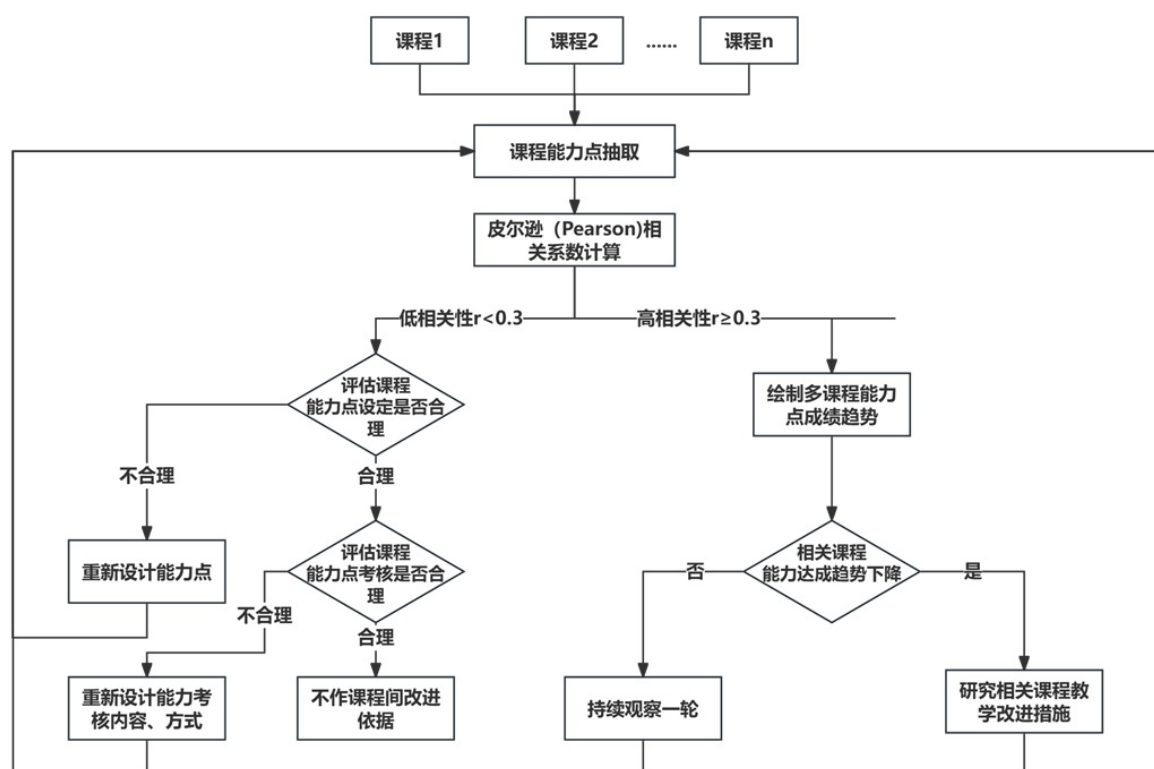 课程1
课程2
......
课程n
课程能力点抽取
皮尔逊（Pearson)相
关系数计算
低相关性r<0.3
高相关性r≥0.3
评估课程
能力点设定是否合
理
绘制多课程能力
点成绩趋势
不合理
合理
重新设计能力点
评估课程
能力点考核是否合
理
相关课程
能力达成趋势下降
否
是
不合理
合理
重新设计能力考
核内容、方式
不作课程间改进
依据
持续观察一轮
研究相关课程教
学改进措施